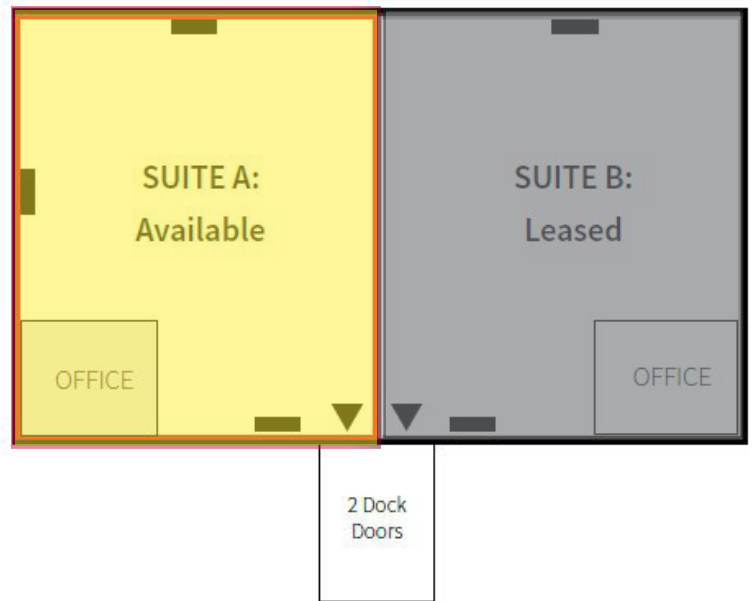 SUITE A:
Available
SUITE B:
Leased
OFFICE
OFFICE
2 Dock
Doors